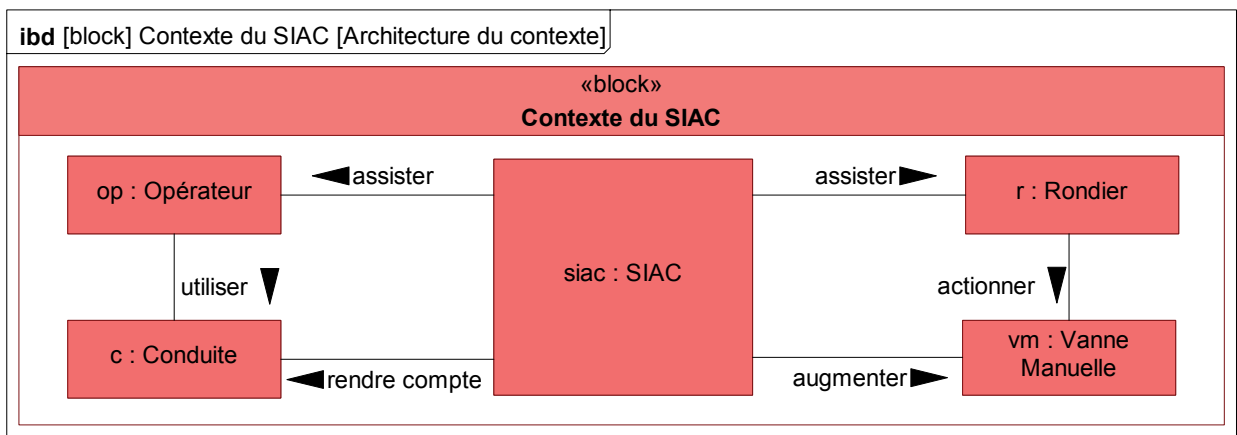 ibd [block] Contexte du SIAC [Architecture du contexte]
«block»
Contexte du SIAC
op : Opérateur
assister
siac : SIAC
assister
r : Rondier
utiliser
actionner
c : Conduite
rendre compte
augmenter
vm : Vanne
Manuelle